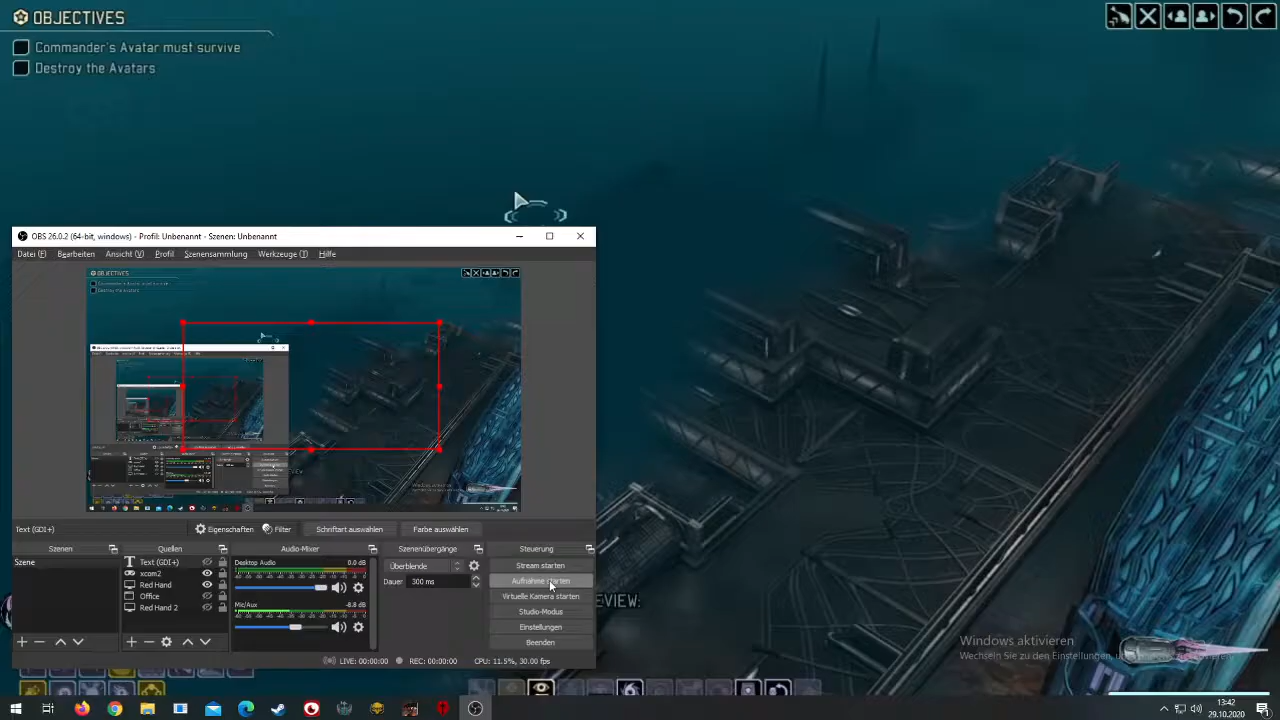 OBJECTIVES
Commander's Avatar must survive
Destroy the Avatars
OBS 26.0.2 (64-bit, windows) - Profil: Unbenannt - Szenen: Unbenannt
Datei (F) Bearbeiten Ansicht (V) Profil Szenensammlung Werkzeuge (T) Hilfe
OBJECTIVES
Text (GDI+) Eigenschaften Filter Schriftart auswählen Farbe auswählen
Szenen Quellen Audio-Mixer Szenenübergänge Steuerung
Szene
Text (GDI+)
xcom2
Red Hand
Office
Red Hand 2
Desktop Audio 0.0 dB
Mic/Aux -8.8 dB
Überblende
Dauer 300 ms
Stream starten
Aufnahme starten
Virtuelle Kamera starten
Studio-Modus
Einstellungen
Beenden
LIVE: 00:00:00 REC: 00:00:00 CPU: 11.5%, 30.00 fps
EVIEW:
Windows aktivieren
Wechseln Sie zu den Einstellungen,
13:42
29.10.2020